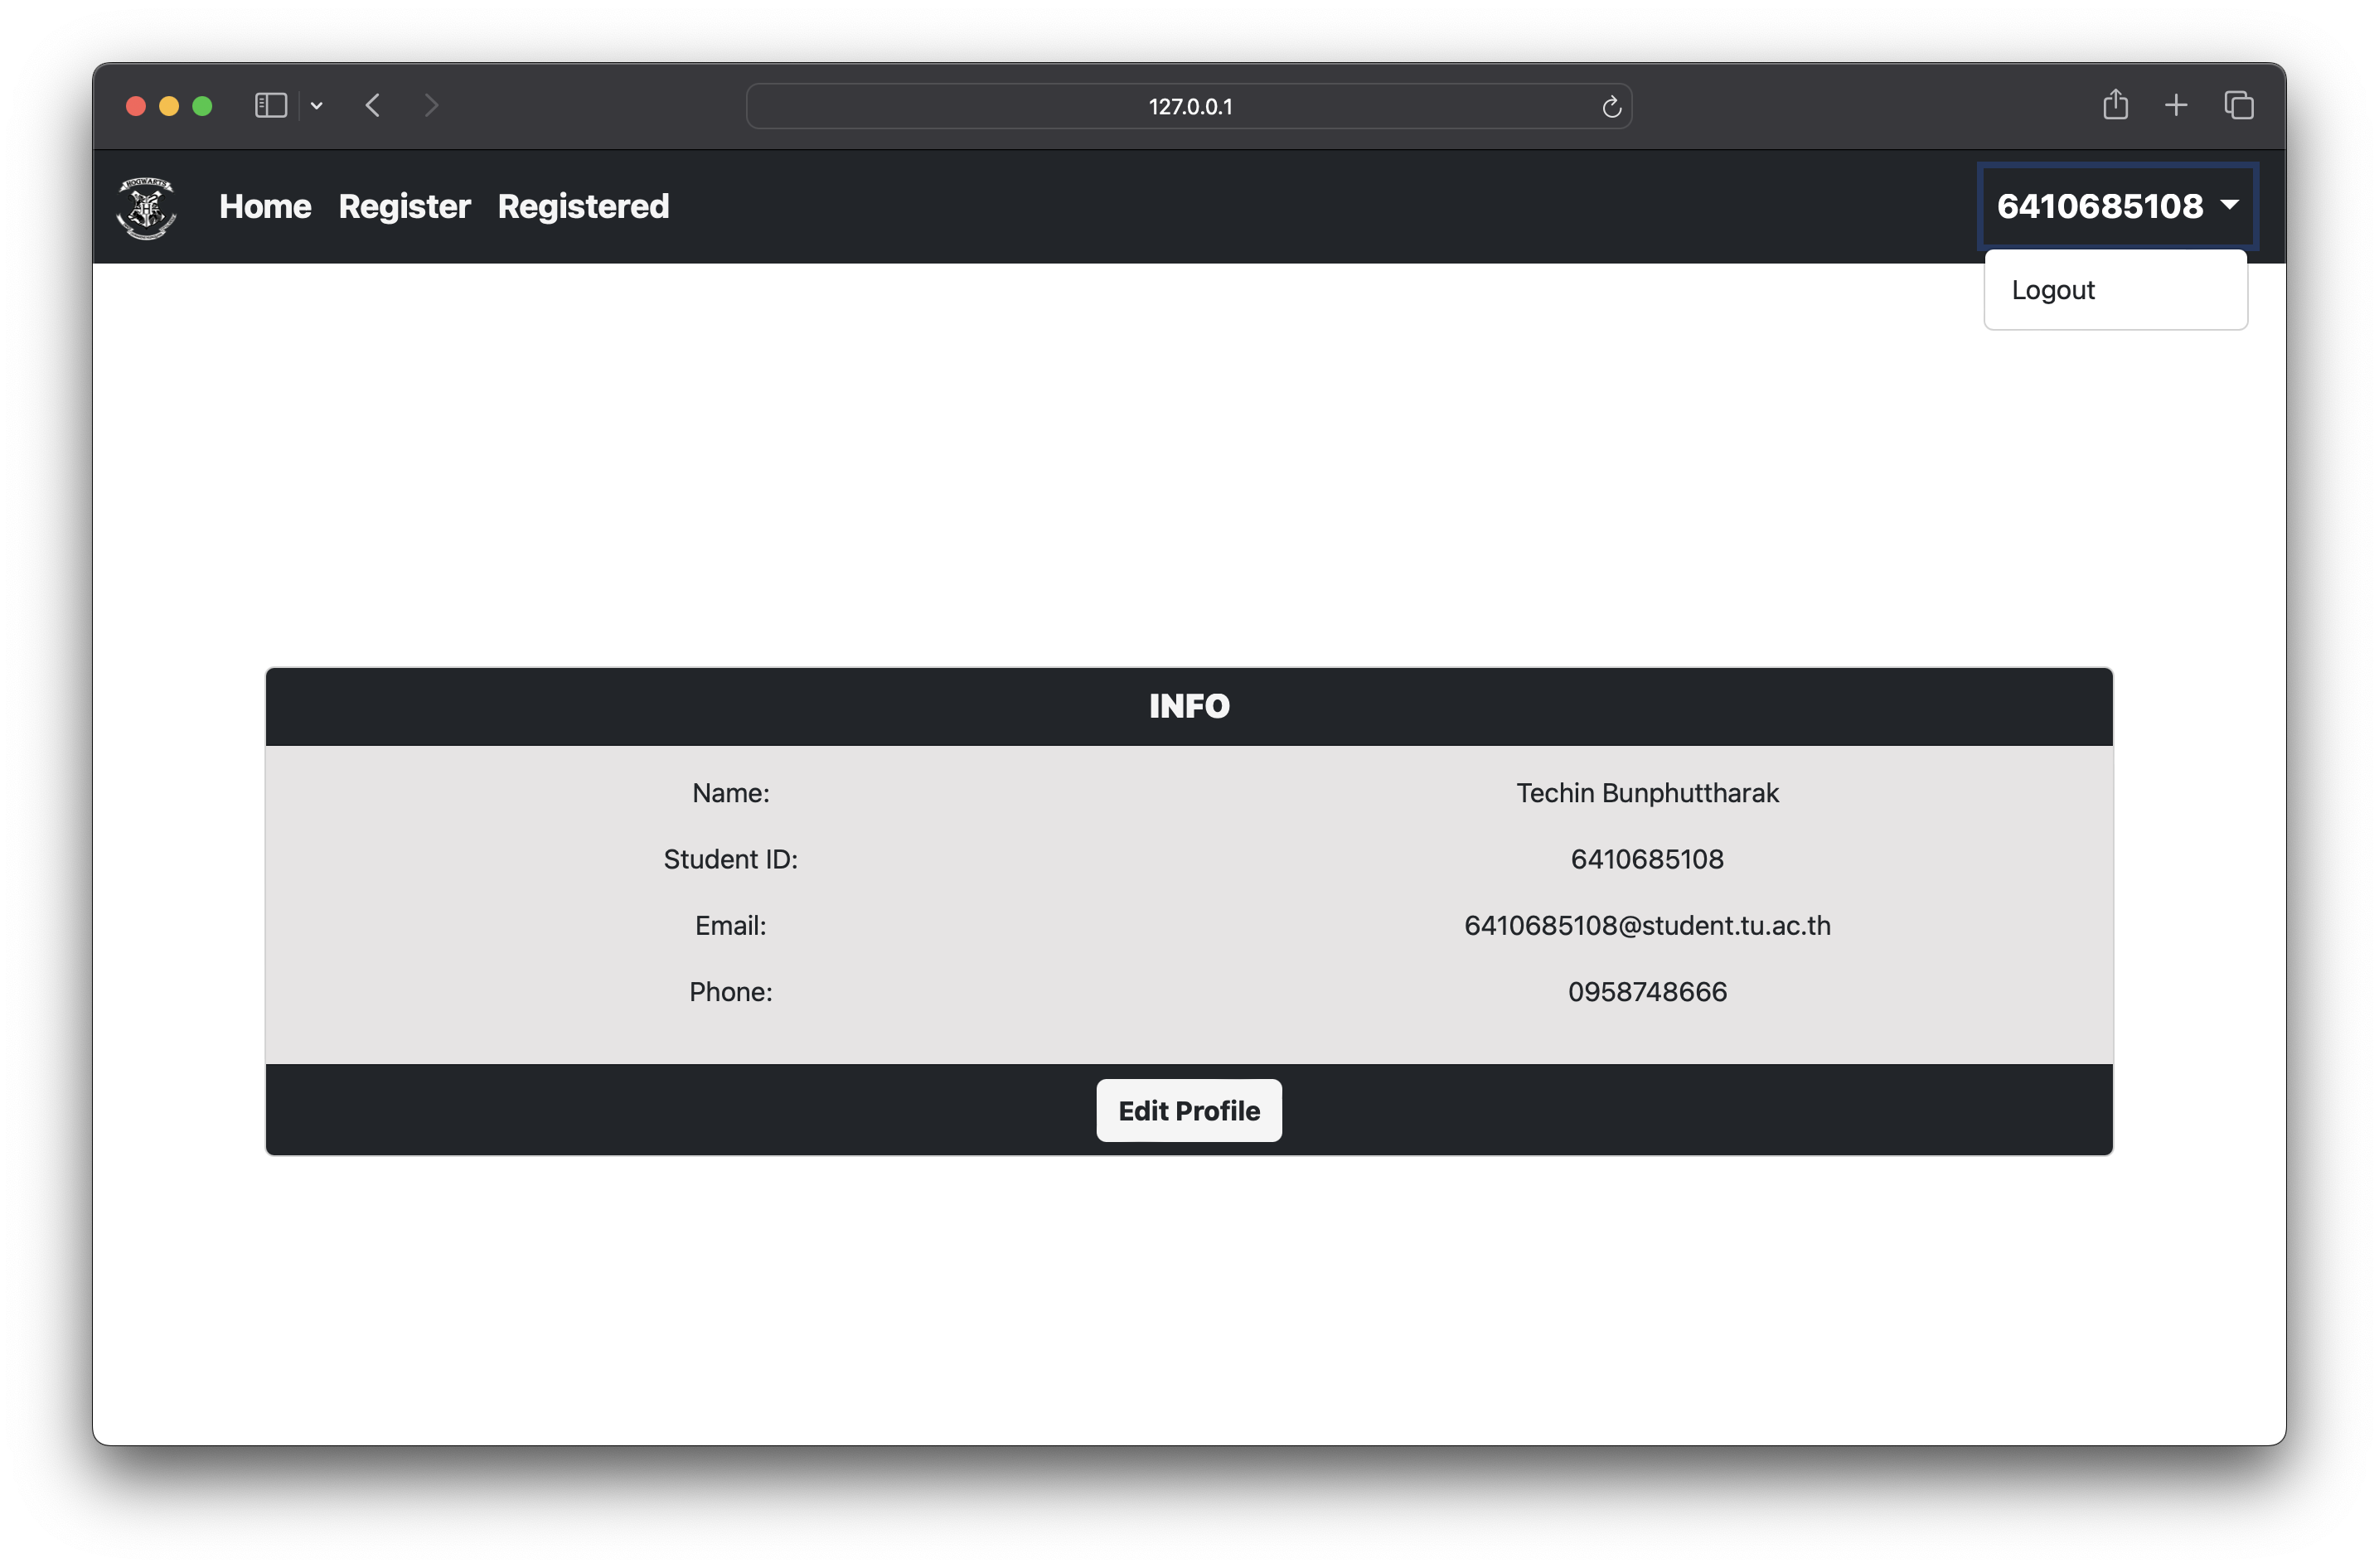 127.0.0.1
HOGWARTS
Home Register Registered 6410685108
Logout
INFO
Name: Techin Bunphuttharak
Student ID: 6410685108
Email: 6410685108@student.tu.ac.th
Phone: 0958748666
Edit Profile